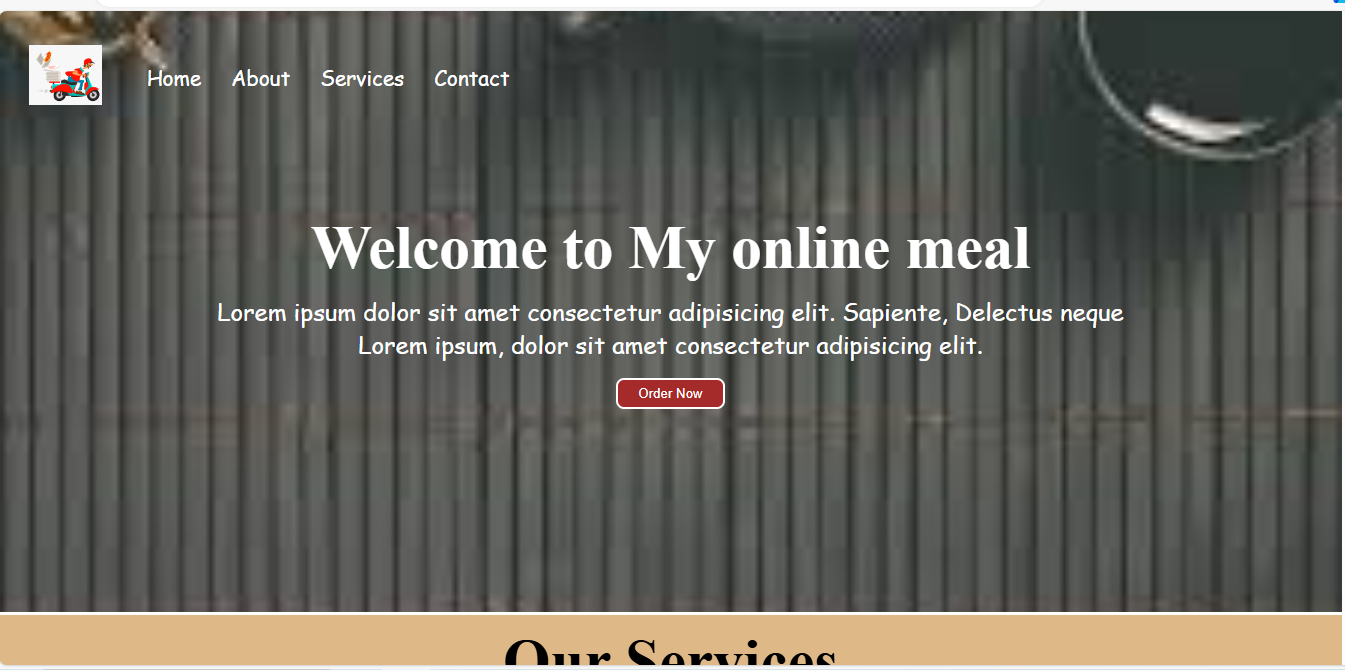 Home About Services Contact
Welcome to My online meal
Lorem ipsum dolor sit amet consectetur adipisicing elit. Sapiente, Delectus neque
Lorem ipsum, dolor sit amet consectetur adipisicing elit.
Order Now
Our Services